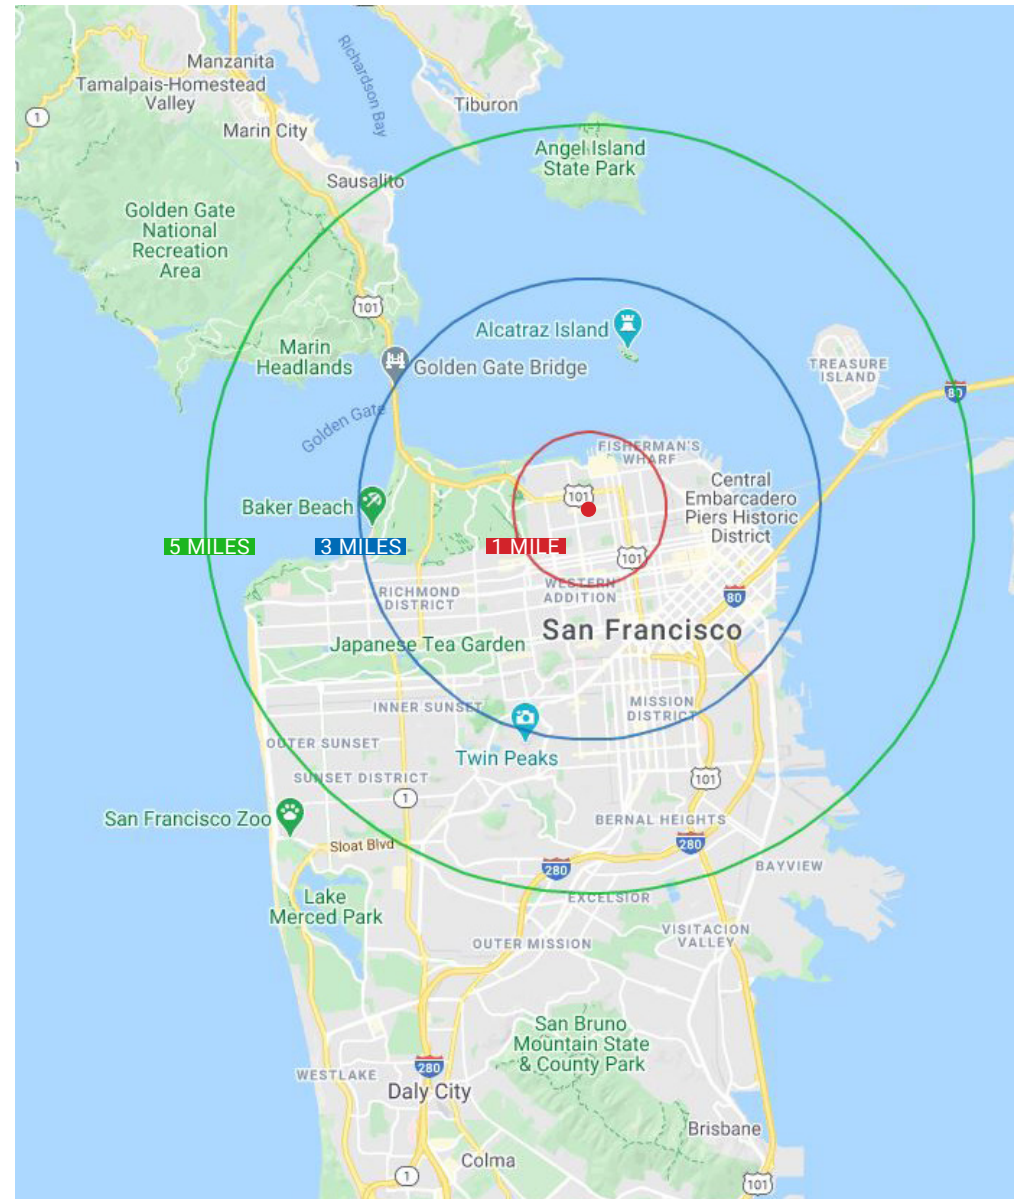 Manzanita
Tamalpais-Homestead
Valley
1
Marin City
Richardson Bay
Tiburon
Sausalito
Angel Island
State Park
Golden Gate
National
Recreation
Area
101
Alcatraz Island
Marin
Headlands
Golden Gate Bridge
TREASURE
ISLAND
80
Golden Gate
FISHERMAN'S
WHARF
Central
Embarcadero
Piers Historic
District
101
Baker Beach
5 MILES
3 MILES
1 MILE
101
RICHMOND
DISTRICT
WESTERN
ADDITION
80
San Francisco
Japanese Tea Garden
INNER SUNSET
MISSION
DISTRICT
OUTER SUNSET
Twin Peaks
SUNSET DISTRICT
101
1
San Francisco Zoo
BERNAL HEIGHTS
Sloat Blvd
280
280
BAYVIEW
Lake
Merced Park
EXCELSIOR
OUTER MISSION
VISITACION
VALLEY
San Bruno
Mountain State
& County Park
WESTLAKE
280
Daly City
Brisbane
Colma
1
101